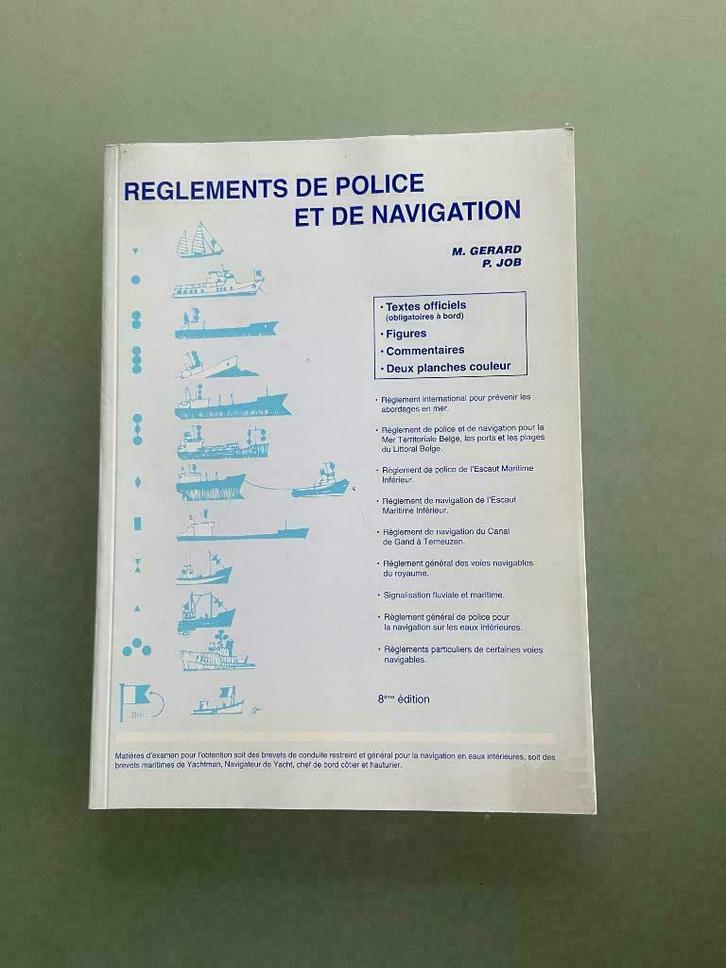 REGLEMENTS DE POLICE
ET DE NAVIGATION
M. GERARD
P. JOB
· Textes officiels
(obligatoires à bord)
· Figures
· Commentaires
· Deux planches couleur
· Règlement international pour prévenir les
abordages en mer.
· Règlement de police et de navigation pour la
Mer Territoriale Belge, les ports et les plages
du Littoral Belge.
· Règlement de police de l'Escaut Maritime
Inférieur.
· Règlement de navigation de l'Escaut
Maritime Inférieur.
· Règlement de navigation du Canal
de Gand à Terneuzen.
· Règlement général des voies navigables
du royaume.
· Signalisation fluviale et maritime.
· Règlement général de police pour
la navigation sur les eaux intérieures.
· Règlements particuliers de certaines voies
navigables.
8ème édition
Bleu
Matières d'examen pour l'obtention soit des brevets de conduite restreint et général pour la navigation en eaux intérieures, soit des
brevets maritimes de Yachtman, Navigateur de Yacht, chef de bord côtier et hauturier.